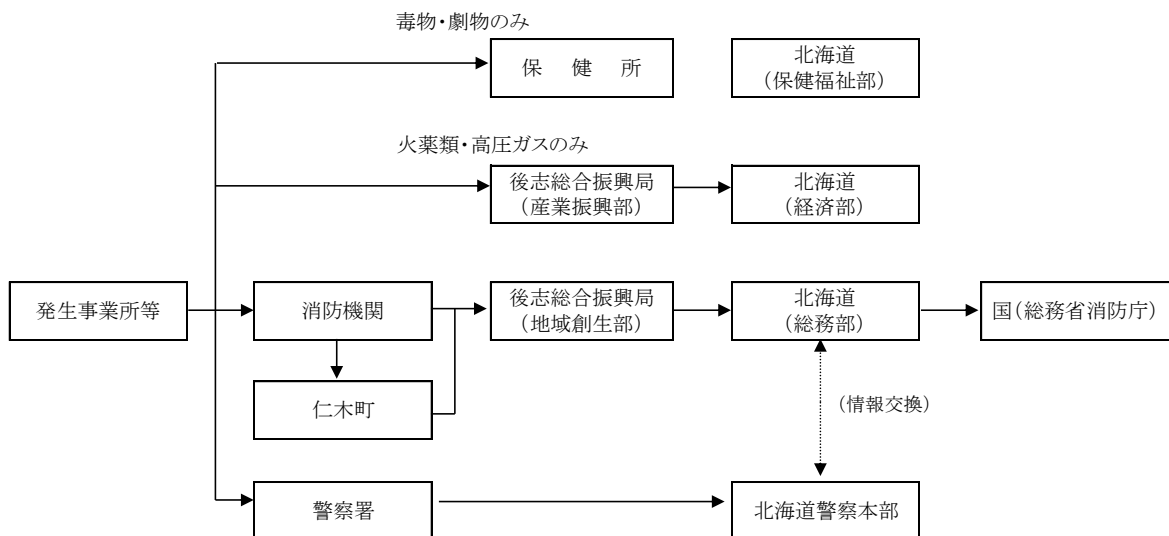 毒物・劇物のみ
保 健 所
北海道
（保健福祉部）
火薬類・高圧ガスのみ
後志総合振興局
（産業振興部）
北海道
（経済部）
発生事業所等
消防機関
後志総合振興局
（地域創生部）
北海道
（総務部）
国（総務省消防庁）
仁木町
（情報交換）
警察署
北海道警察本部